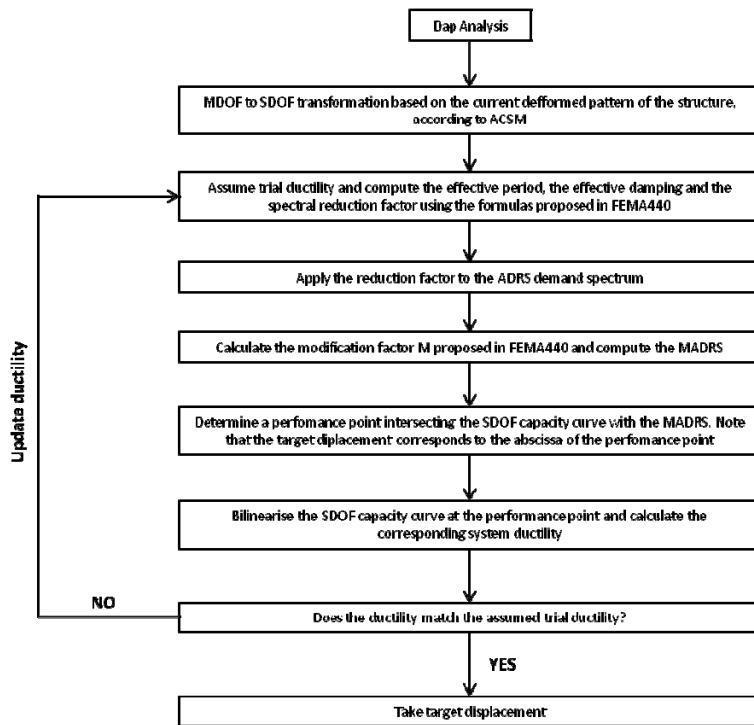 Dap Analysis
MDOF to SDOF transformation based on the current defformed pattern of the structure,
according to ACSM
Assume trial ductility and compute the effective period, the effective damping and the
spectral reduction factor using the formulas proposed in FEMA440
Apply the reduction factor to the ADRS demand spectrum
Calculate the modification factor M proposed in FEMA440 and compute the MADRS
Determine a perfomance point intersecting the SDOF capacity curve with the MADRS. Note
that the target diplacement corresponds to the abscissa of the perfomance point
Bilinearise the SDOF capacity curve at the performance point and calculate the
corresponding system ductility
Update ductility
NO
Does the ductility match the assumed trial ductility?
YES
Take target displacement